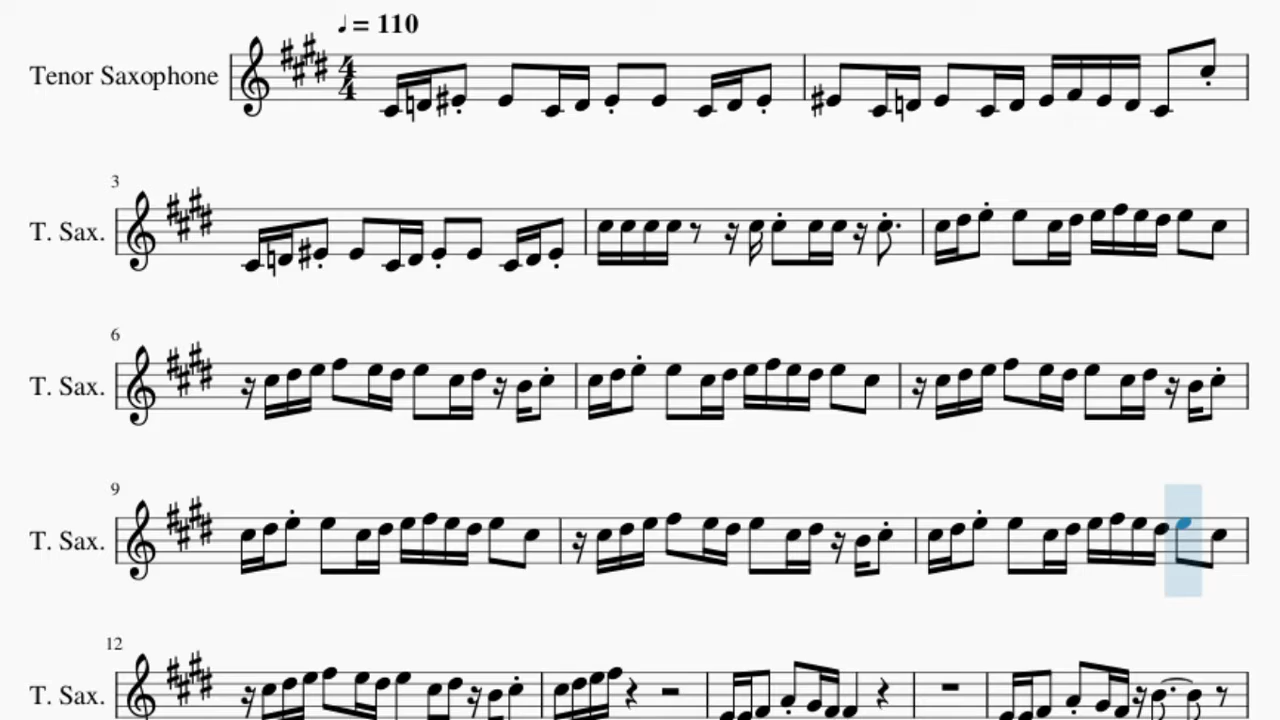 ♩ = 110
Tenor Saxophone
4
4
3
T. Sax.
6
T. Sax.
9
T. Sax.
12
T. Sax.